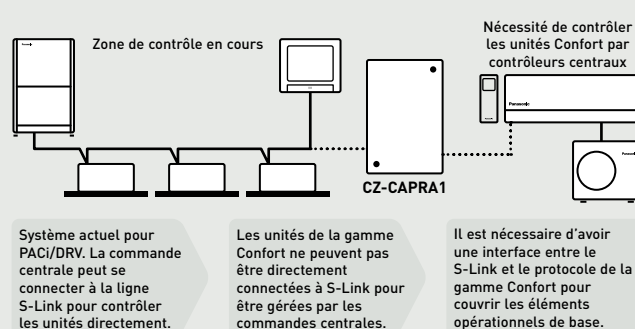 Nécessité de contrôler
les unités Confort par
contrôleurs centraux
Zone de contrôle en cours
Panasonic
CZ-CAPRA1
Système actuel pour
PACi/DRV. La commande
centrale peut se
connecter à la ligne
S-Link pour contrôler
les unités directement.
Les unités de la gamme
Confort ne peuvent pas
être directement
connectées à S-Link pour
être gérées par les
commandes centrales.
Il est nécessaire d'avoir
une interface entre le
S-Link et le protocole de la
gamme Confort pour
couvrir les éléments
opérationnels de base.